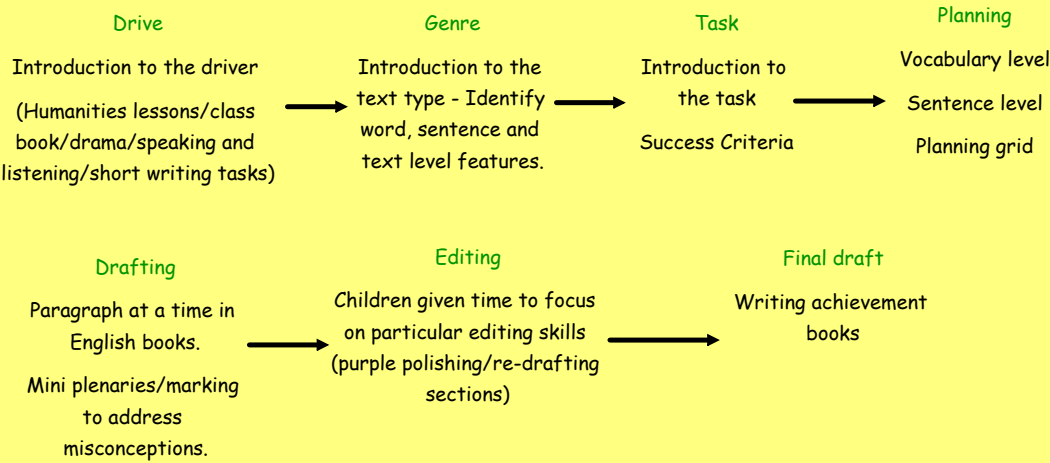 Drive
Introduction to the driver
(Humanities lessons/class
book/drama/speaking and
listening/short writing tasks)
Genre
Introduction to the
text type - Identify
word, sentence and
text level features.
Task
Introduction to
the task
Success Criteria
Planning
Vocabulary level
Sentence level
Planning grid
Drafting
Paragraph at a time in
English books.
Mini plenaries/marking
to address
misconceptions.
Editing
Children given time to focus
on particular editing skills
(purple polishing/re-drafting
sections)
Final draft
Writing achievement
books